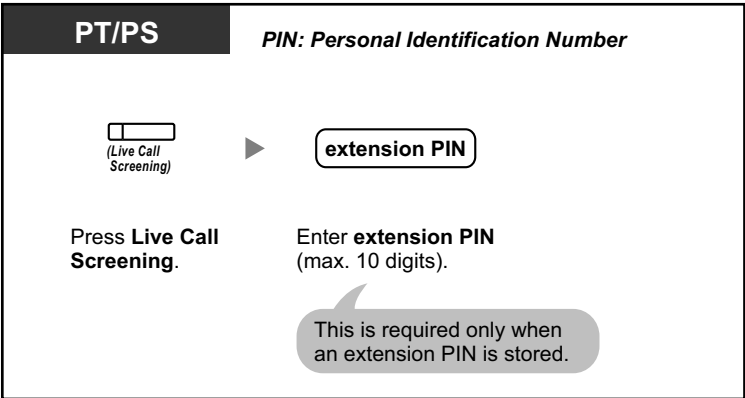 PT/PS
PIN: Personal Identification Number
(Live Call
Screening)
extension PIN
Press Live Call
Screening.
Enter extension PIN
(max. 10 digits).
This is required only when
an extension PIN is stored.